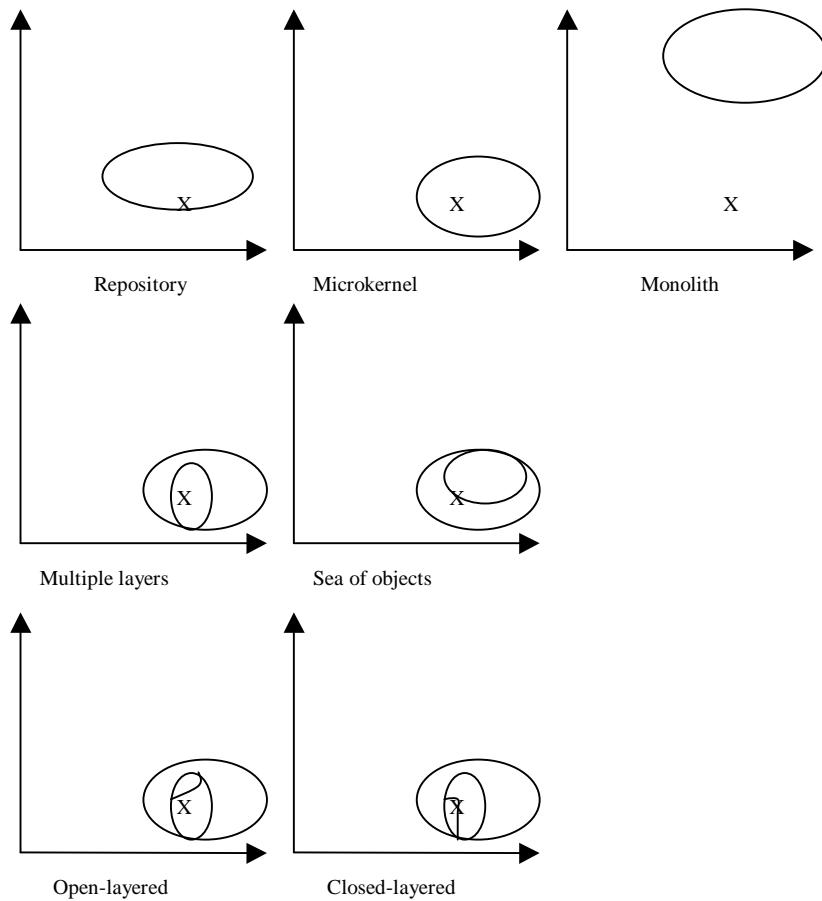 X X X
Repository Microkernel Monolith
X X
Multiple layers Sea of objects
X X
Open-layered Closed-layered